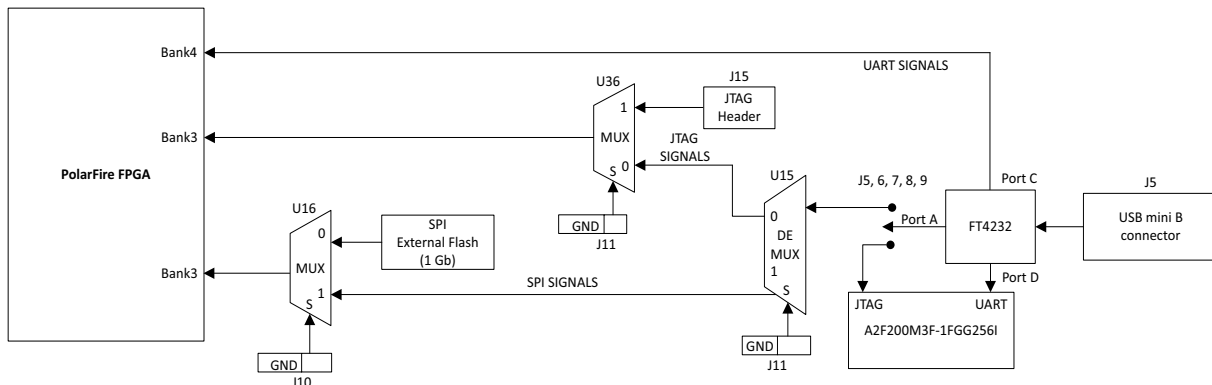 Bank4
UART SIGNALS
U36
J15
1
JTAG
Header
Bank3
MUX
JTAG
SIGNALS
S
0
PolarFire FPGA
U15
J5, 6, 7, 8, 9
Port C
J5
U16
GND
J11
0
Port A
FT4232
USB mini B
connector
0
SPI
External Flash
(1 Gb)
DE
MUX
1
Bank3
MUX
SPI SIGNALS
S
Port D
1
S
JTAG
UART
A2F200M3F-1FGG256I
GND
J10
GND
J11